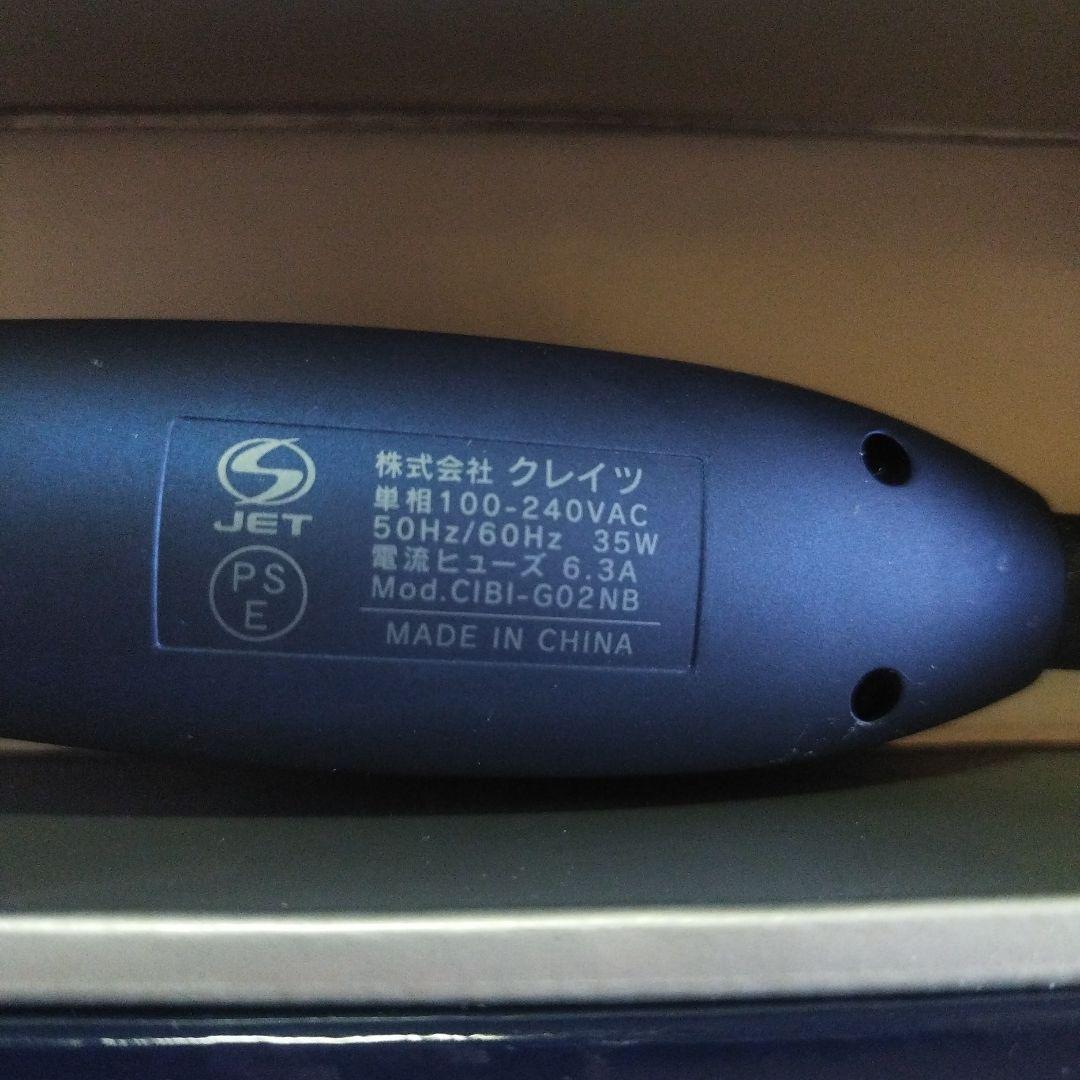 JET
PS
E
株式会社 クレイツ
単相100-240VAC
50Hz/60Hz 35W
電流ヒューズ 6.3A
Mod.CIBI-G02NB
MADE IN CHINA